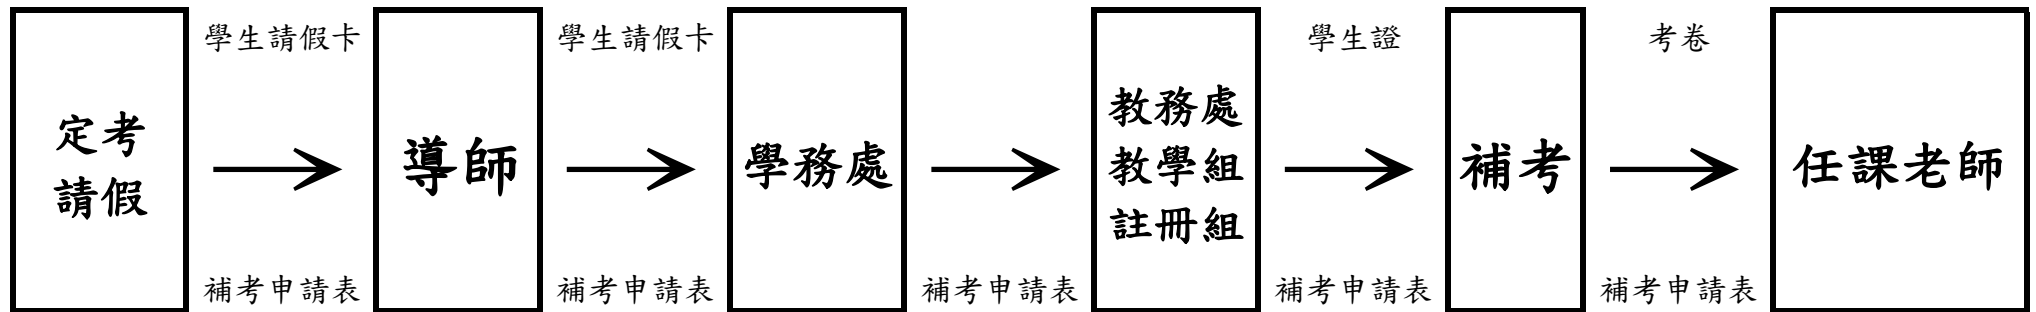 定考
請假
學生請假卡
補考申請表
導師
學生請假卡
補考申請表
學務處
補考申請表
教務處
教學組
註冊組
學生證
補考申請表
補考
考卷
補考申請表
任課老師